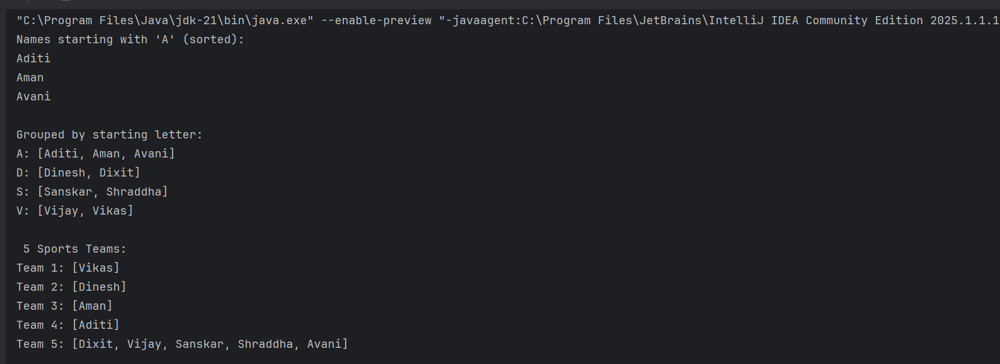 "C:\Program Files\Java\jdk-21\bin\java.exe" --enable-preview "-javaagent:C:\Program Files\JetBrains\IntelliJ IDEA Community Edition 2025.1.1.1
Names starting with 'A' (sorted):
Aditi
Aman
Avani
Grouped by starting letter:
A: [Aditi, Aman, Avani]
D: [Dinesh, Dixit]
S: [Sanskar, Shraddha]
V: [Vijay, Vikas]
5 Sports Teams:
Team 1: [Vikas]
Team 2: [Dinesh]
Team 3: [Aman]
Team 4: [Aditi]
Team 5: [Dixit, Vijay, Sanskar, Shraddha, Avani]